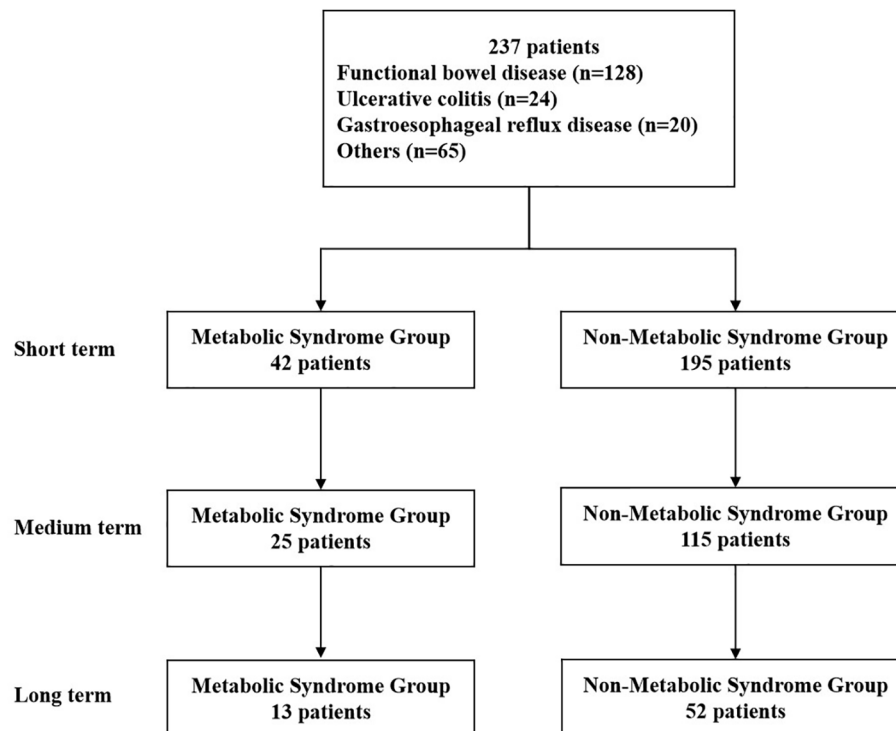 237 patients
Functional bowel disease (n=128)
Ulcerative colitis (n=24)
Gastroesophageal reflux disease (n=20)
Others (n=65)
Short term
Metabolic Syndrome Group
42 patients
Non-Metabolic Syndrome Group
195 patients
Medium term
Metabolic Syndrome Group
25 patients
Non-Metabolic Syndrome Group
115 patients
Long term
Metabolic Syndrome Group
13 patients
Non-Metabolic Syndrome Group
52 patients